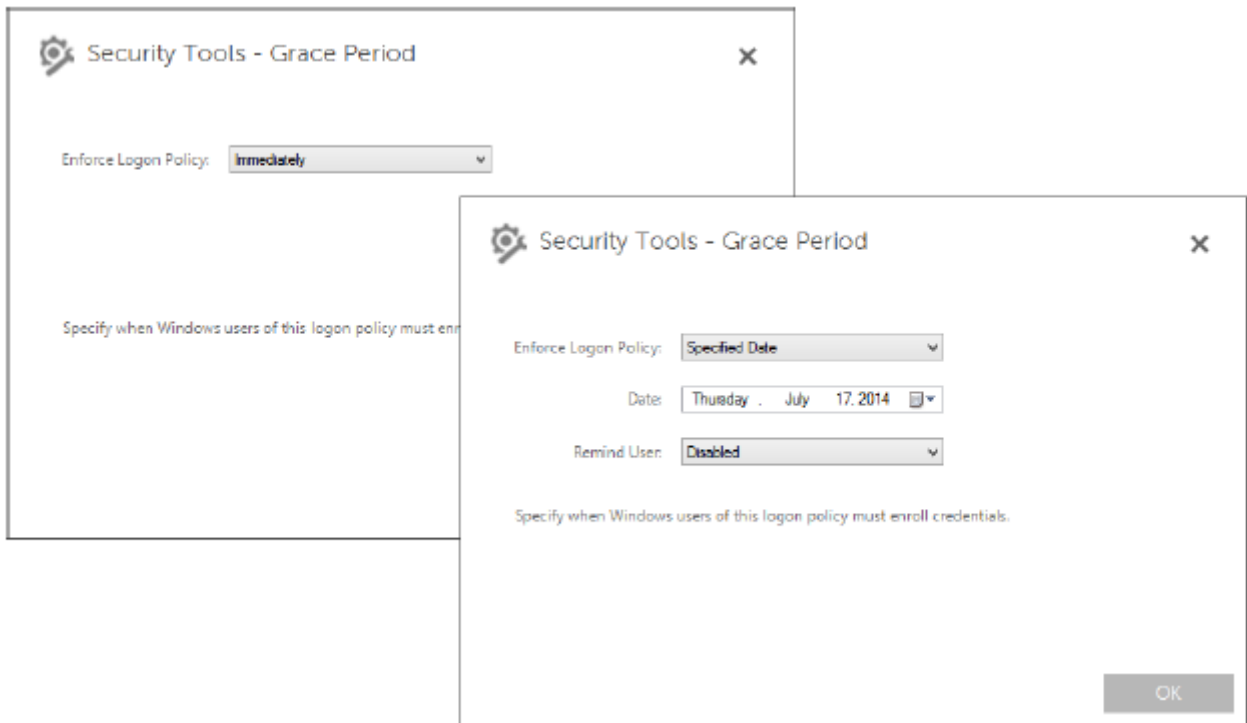 Security Tools - Grace Period
Enforce Logon Policy: Immediately
Specify when Windows users of this logon policy must enr
Security Tools - Grace Period
Enforce Logon Policy: Specified Date
Date: Thursday , July 17, 2014
Remind User: Disabled
Specify when Windows users of this logon policy must enroll credentials.
OK